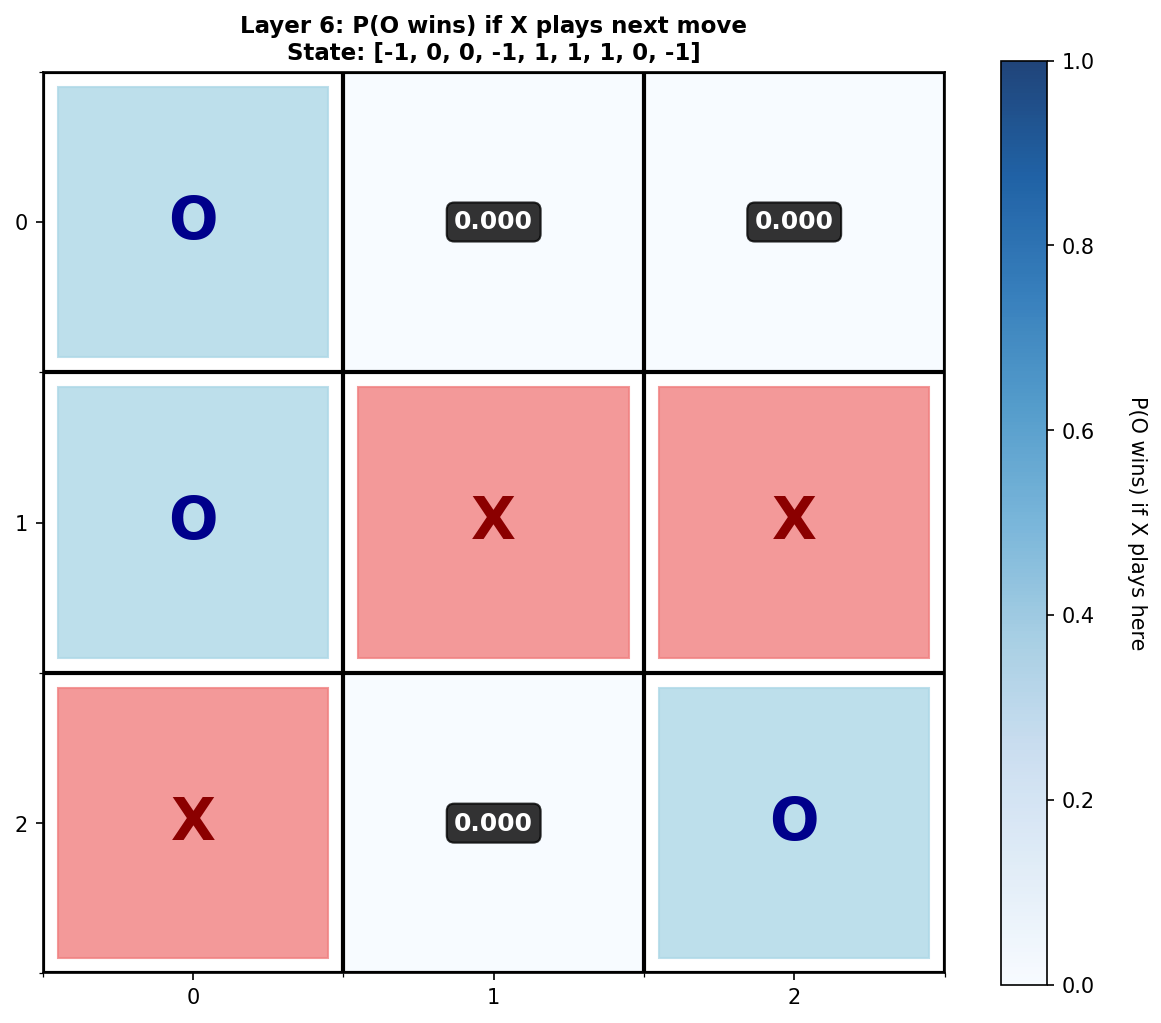 Layer 6: P(O wins) if X plays next move
State: [-1, 0, 0, -1, 1, 1, 1, 0, -1]
0
O
0.000
0.000
1
O
X
X
2
X
0.000
O
0
1
2
1.0
0.8
0.6
0.4
0.2
0.0
P(O wins) if X plays here